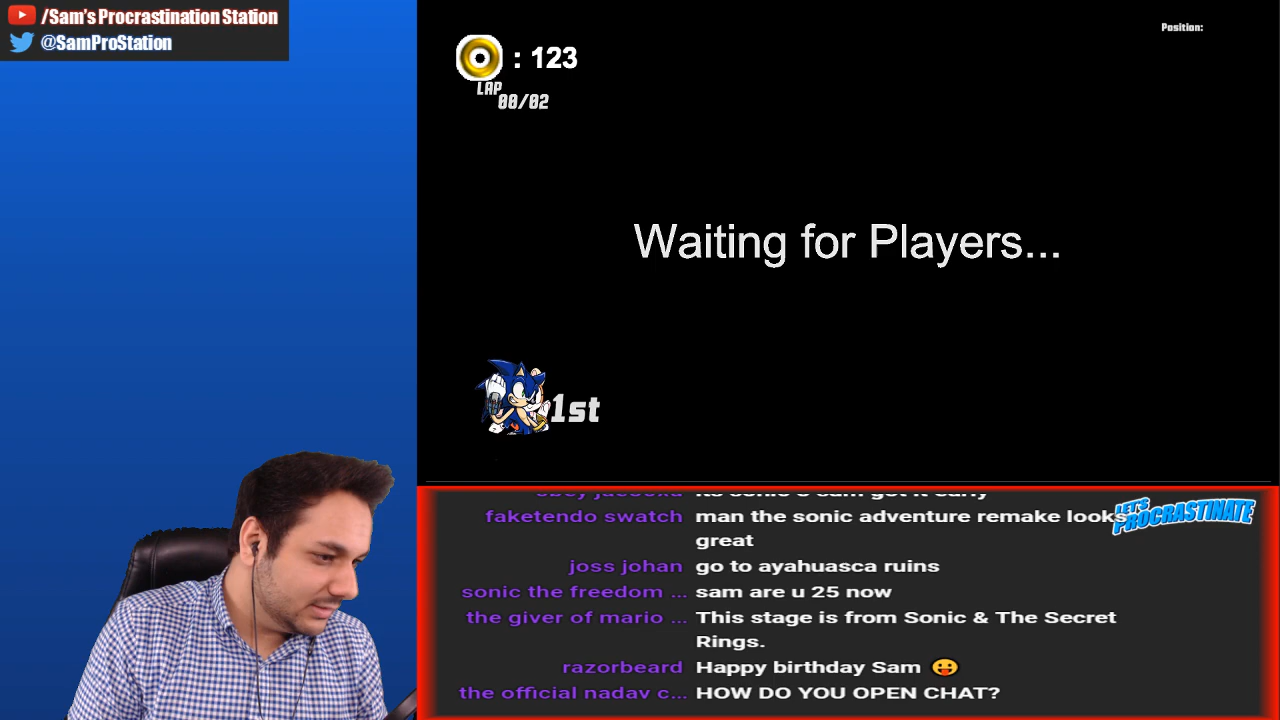 /Sam's Procrastination Station
@SamProStation
Position:
: 123
LAP
00/02
Waiting for Players...
1st
faketendo swatch man the sonic adventure remake looks
great
LET'S
PROCRASTINATE
joss johan go to ayahuasca ruins
sonic the freedom ... sam are u 25 now
the giver of mario ... This stage is from Sonic & The Secret
Rings.
razorbeard Happy birthday Sam 😛
the official nadav c... HOW DO YOU OPEN CHAT?